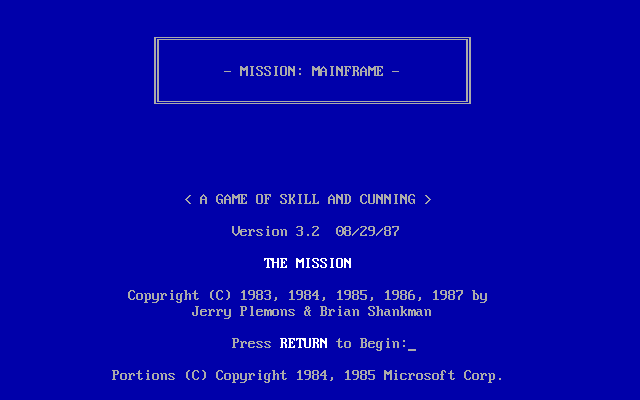 - MISSION: MAINFRAME -
< A GAME OF SKILL AND CUNNING >
Version 3.2  08/29/87
THE MISSION
Copyright (C) 1983, 1984, 1985, 1986, 1987 by
Jerry Plemons & Brian Shankman
Press RETURN to Begin:_
Portions (C) Copyright 1984, 1985 Microsoft Corp.